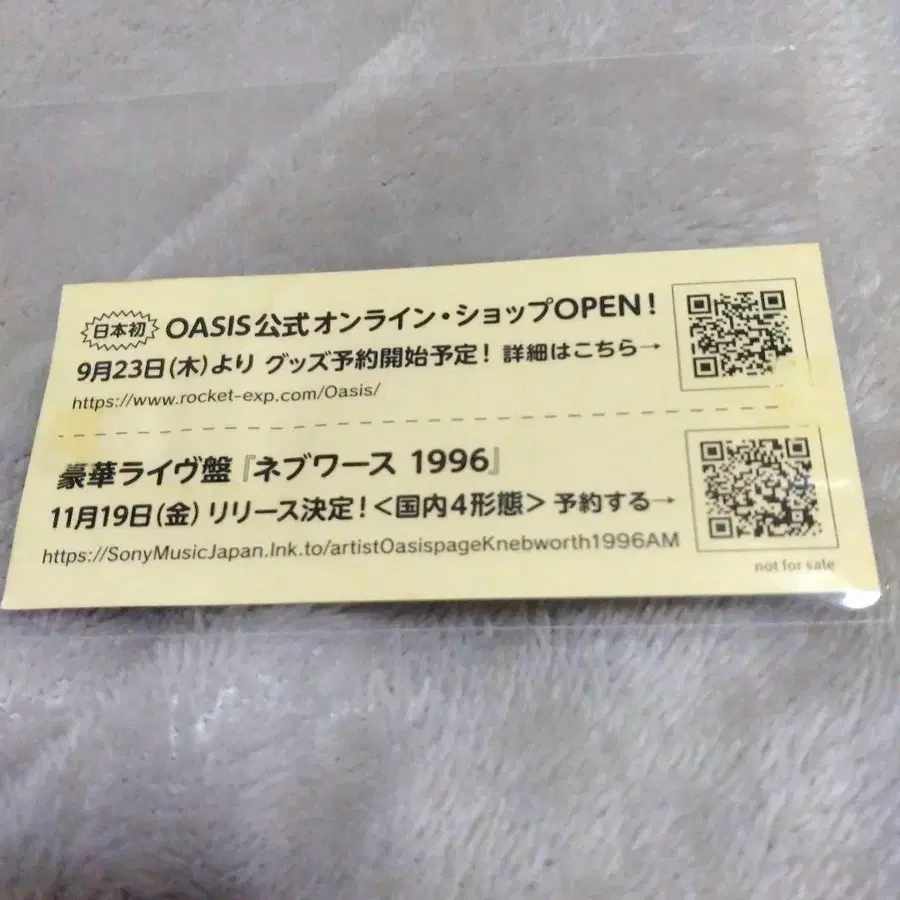 日本初 OASIS公式オンライン・ショップOPEN!
9月23日(木)より グッズ予約開始予定! 詳細はこちら→
https://www.rocket-exp.com/Oasis/
豪華ライヴ盤『ネブワース 1996』
11月19日(金)リリース決定!<国内4形態> 予約する→
https://SonyMusicJapan.lnk.to/artistOasispageKnebworth1996AM
not for sale